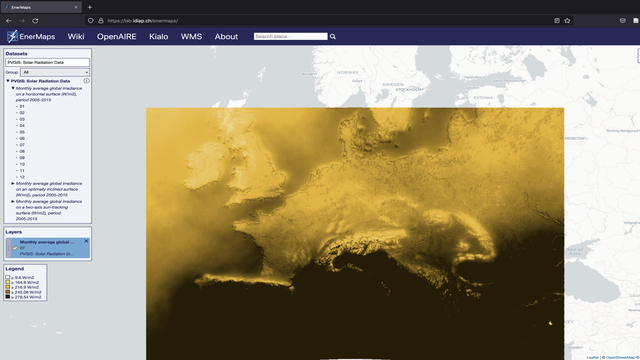 EnerMaps
https://lab.idiap.ch/enermaps/
EnerMaps Wiki OpenAIRE Kialo WMS About Search place...
Datasets
PVGIS: Solar Radiation Data
Group: All
PVGIS: Solar Radiation Data
Monthly average global irradiance
on a horizontal surface (W/m2),
period 2005-2015
01
02
03
04
05
06
07
08
09
10
11
12
Monthly average global irradiance
on an optimally inclined surface
(W/m2), period 2005-2015
Monthly average global irradiance
on a two-axis sun-tracking
surface (W/m2), period
2005-2015
Layers
Monthly average global ...
07
PVGIS: Solar Radiation D...
Legend
≥ 9.6 W/m2
≥ 164.8 W/m2
≥ 216.9 W/m2
≥ 240.08 W/m2
≥ 279.54 W/m2
NORWAY
SWEDEN
STOCKHOLM
ESTONIA
MOSCOW
Leaflet | © OpenStreetMap ©